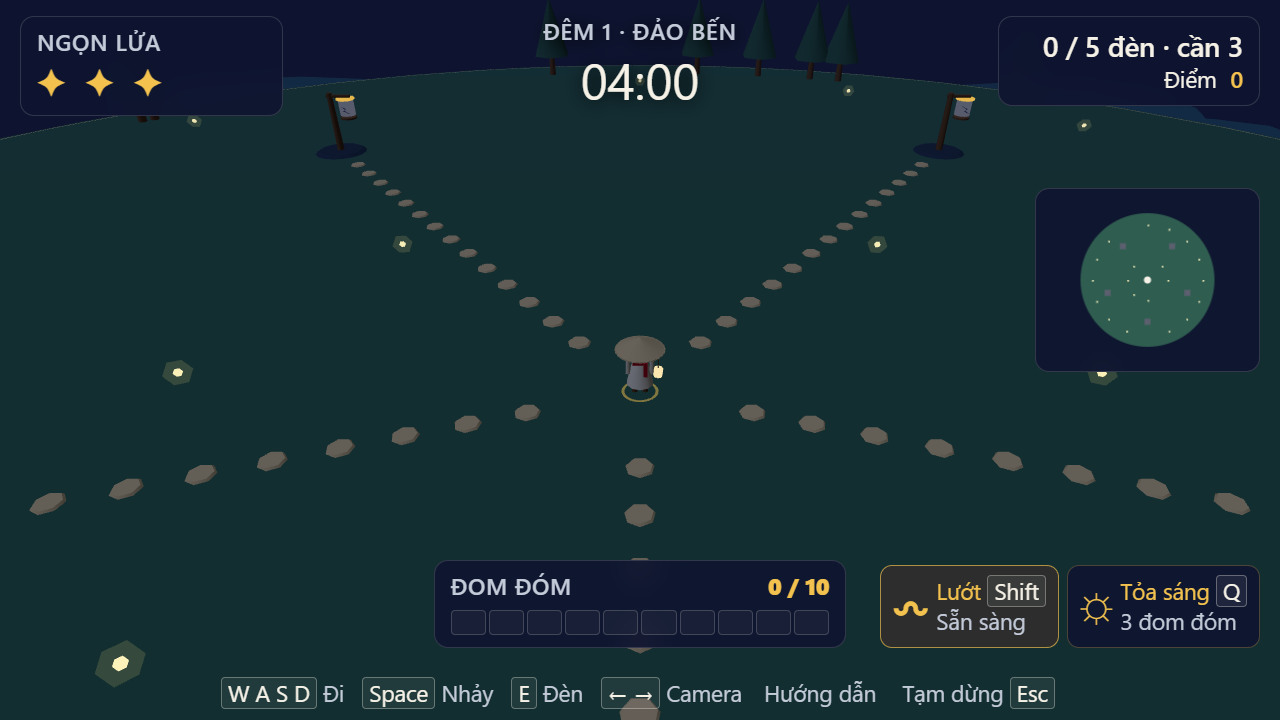 NGỌN LỬA
ĐÊM 1 · ĐẢO BẾN
04:00
0 / 5 đèn · cần 3
Điểm 0
ĐOM ĐÓM 0 / 10
Lướt Shift
Sẵn sàng
Tỏa sáng Q
3 đom đóm
W A S D Đi Space Nhảy E Đèn ← → Camera Hướng dẫn Tạm dừng Esc